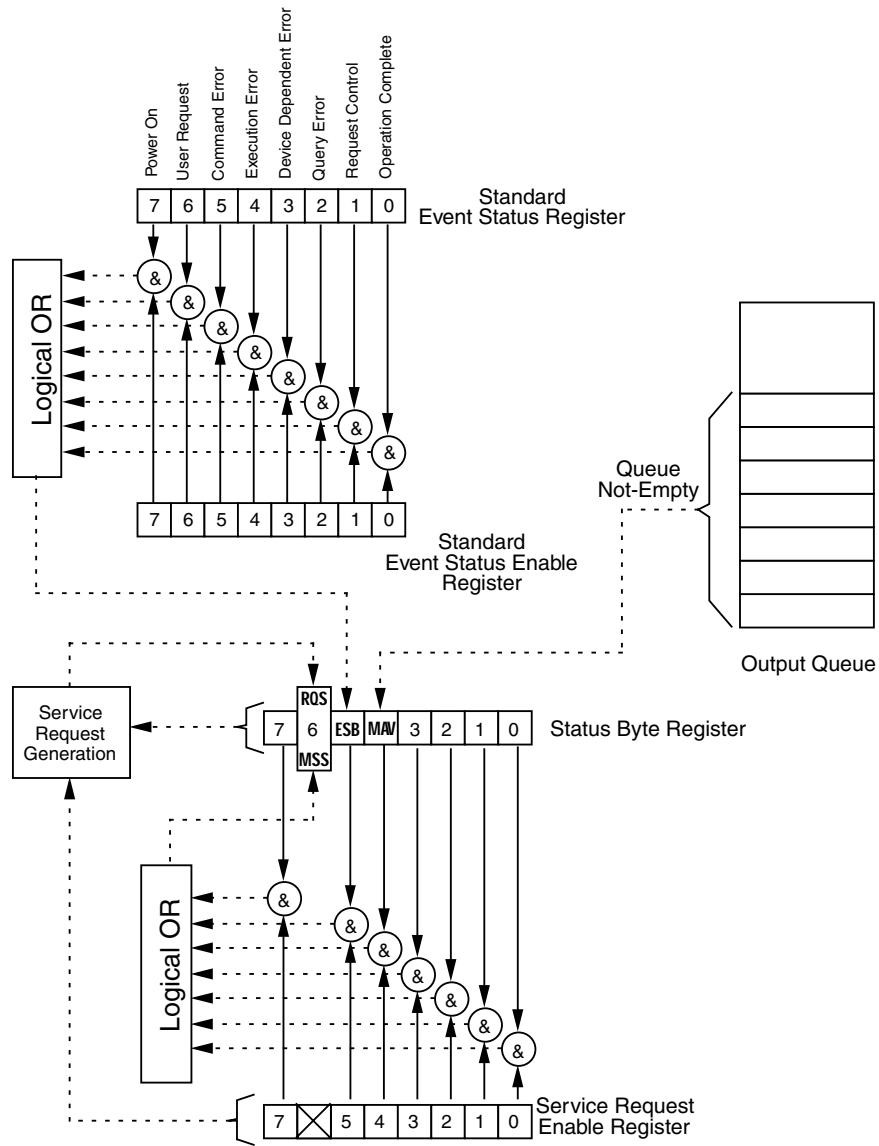 Power On
User Request
Command Error
Execution Error
Device Dependent Error
Query Error
Request Control
Operation Complete
7 6 5 4 3 2 1 0
Standard
Event Status Register
Logical OR
&
&
&
&
&
&
&
&
7 6 5 4 3 2 1 0
Standard
Event Status Enable
Register
Queue
Not-Empty
Output Queue
Service
Request
Generation
RQS
7 6 ESB MAV 3 2 1 0
MSS
Status Byte Register
Logical OR
&
&
&
&
&
&
&
7 5 4 3 2 1 0
Service Request
Enable Register